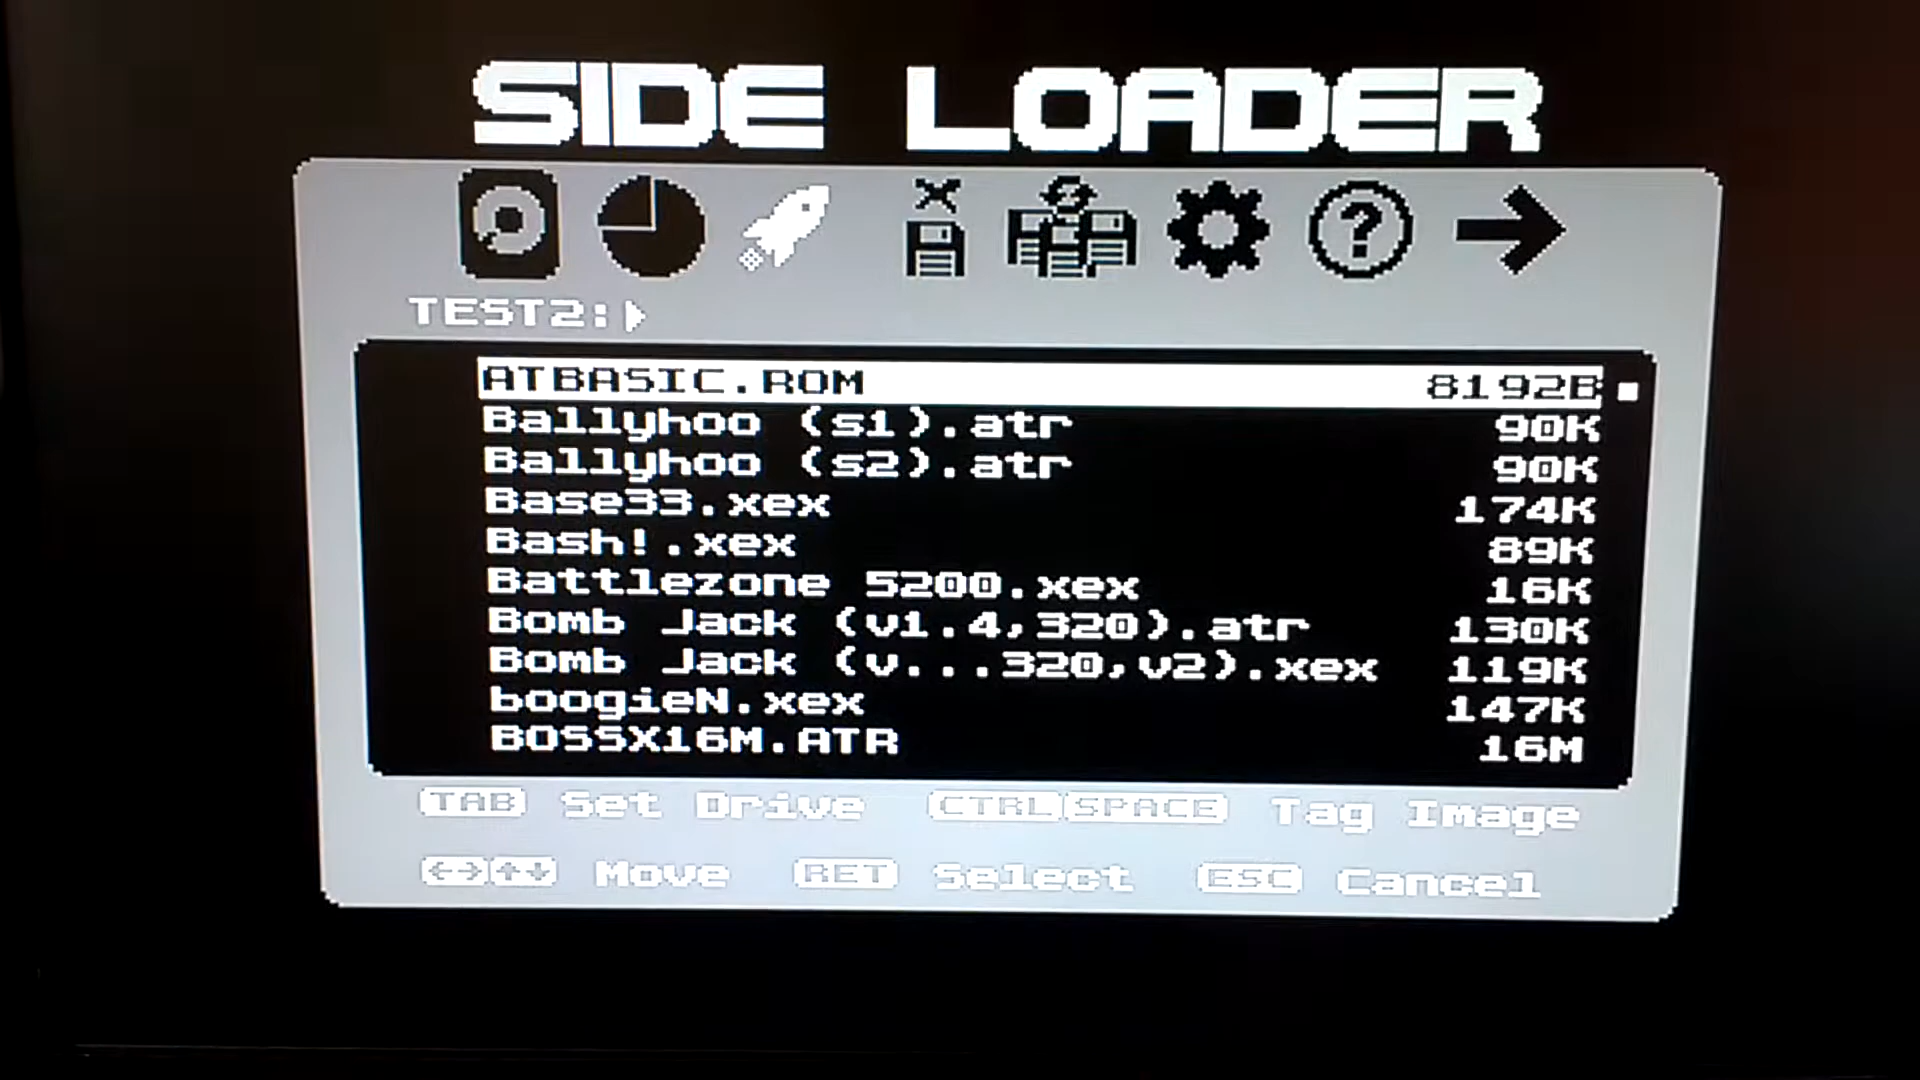 SIDE LOADER
TEST2:
ATBASIC.ROM 8192B
Ballyhoo (s1).atr 90K
Ballyhoo (s2).atr 90K
Base33.xex 174K
Bash!.xex 89K
Battlezone 5200.xex 16K
Bomb Jack (v1.4,320).atr 130K
Bomb Jack (v...320,v2).xex 119K
boogieN.xex 147K
BOSSX16M.ATR 16M
TAB Set Drive CTRL SPACE Tag Image
Move RET Select ESC Cancel